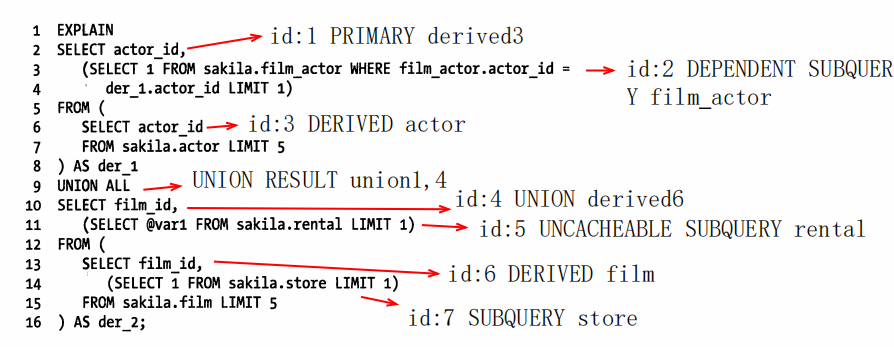 1 EXPLAIN
2 SELECT actor_id, id:1 PRIMARY derived3
3 (SELECT 1 FROM sakila.film_actor WHERE film_actor.actor_id = id:2 DEPENDENT SUBQUER
4 der_1.actor_id LIMIT 1) Y film_actor
5 FROM (
6 SELECT actor_id id:3 DERIVED actor
7 FROM sakila.actor LIMIT 5
8 ) AS der_1
9 UNION ALL UNION RESULT union1,4
10 SELECT film_id, id:4 UNION derived6
11 (SELECT @var1 FROM sakila.rental LIMIT 1) id:5 UNCACHEABLE SUBQUERY rental
12 FROM (
13 SELECT film_id, id:6 DERIVED film
14 (SELECT 1 FROM sakila.store LIMIT 1)
15 FROM sakila.film LIMIT 5 id:7 SUBQUERY store
16 ) AS der_2;